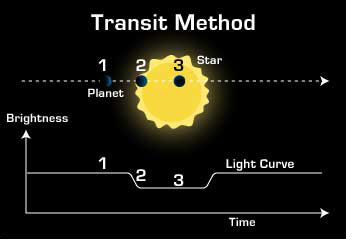 Transit Method
1 2 3 Star
Planet
Brightness
1 2 3 Light Curve
Time